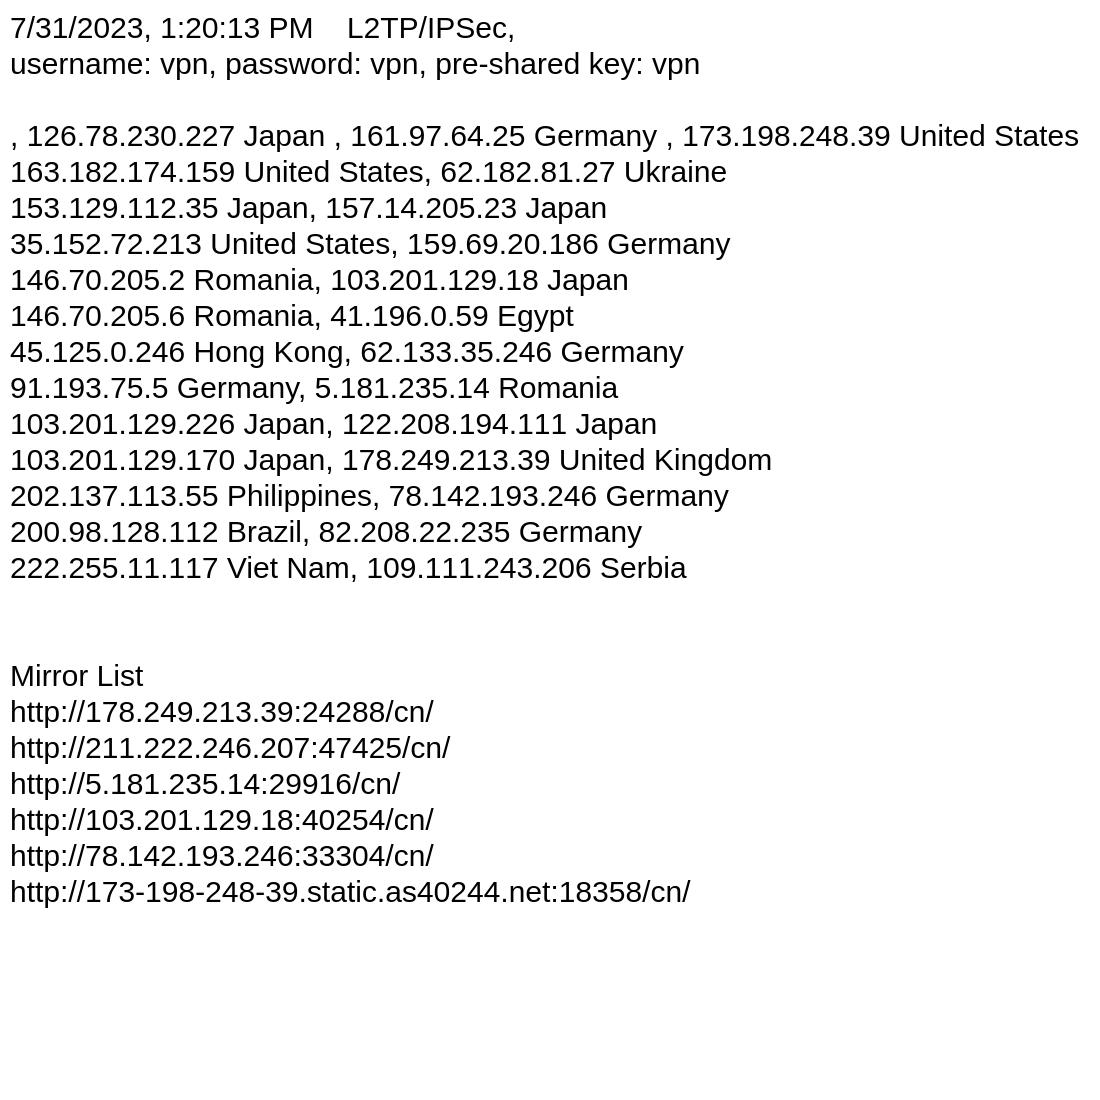 7/31/2023, 1:20:13 PM    L2TP/IPSec,
username: vpn, password: vpn, pre-shared key: vpn
, 126.78.230.227 Japan , 161.97.64.25 Germany , 173.198.248.39 United States
163.182.174.159 United States, 62.182.81.27 Ukraine
153.129.112.35 Japan, 157.14.205.23 Japan
35.152.72.213 United States, 159.69.20.186 Germany
146.70.205.2 Romania, 103.201.129.18 Japan
146.70.205.6 Romania, 41.196.0.59 Egypt
45.125.0.246 Hong Kong, 62.133.35.246 Germany
91.193.75.5 Germany, 5.181.235.14 Romania
103.201.129.226 Japan, 122.208.194.111 Japan
103.201.129.170 Japan, 178.249.213.39 United Kingdom
202.137.113.55 Philippines, 78.142.193.246 Germany
200.98.128.112 Brazil, 82.208.22.235 Germany
222.255.11.117 Viet Nam, 109.111.243.206 Serbia
Mirror List
http://178.249.213.39:24288/cn/
http://211.222.246.207:47425/cn/
http://5.181.235.14:29916/cn/
http://103.201.129.18:40254/cn/
http://78.142.193.246:33304/cn/
http://173-198-248-39.static.as40244.net:18358/cn/